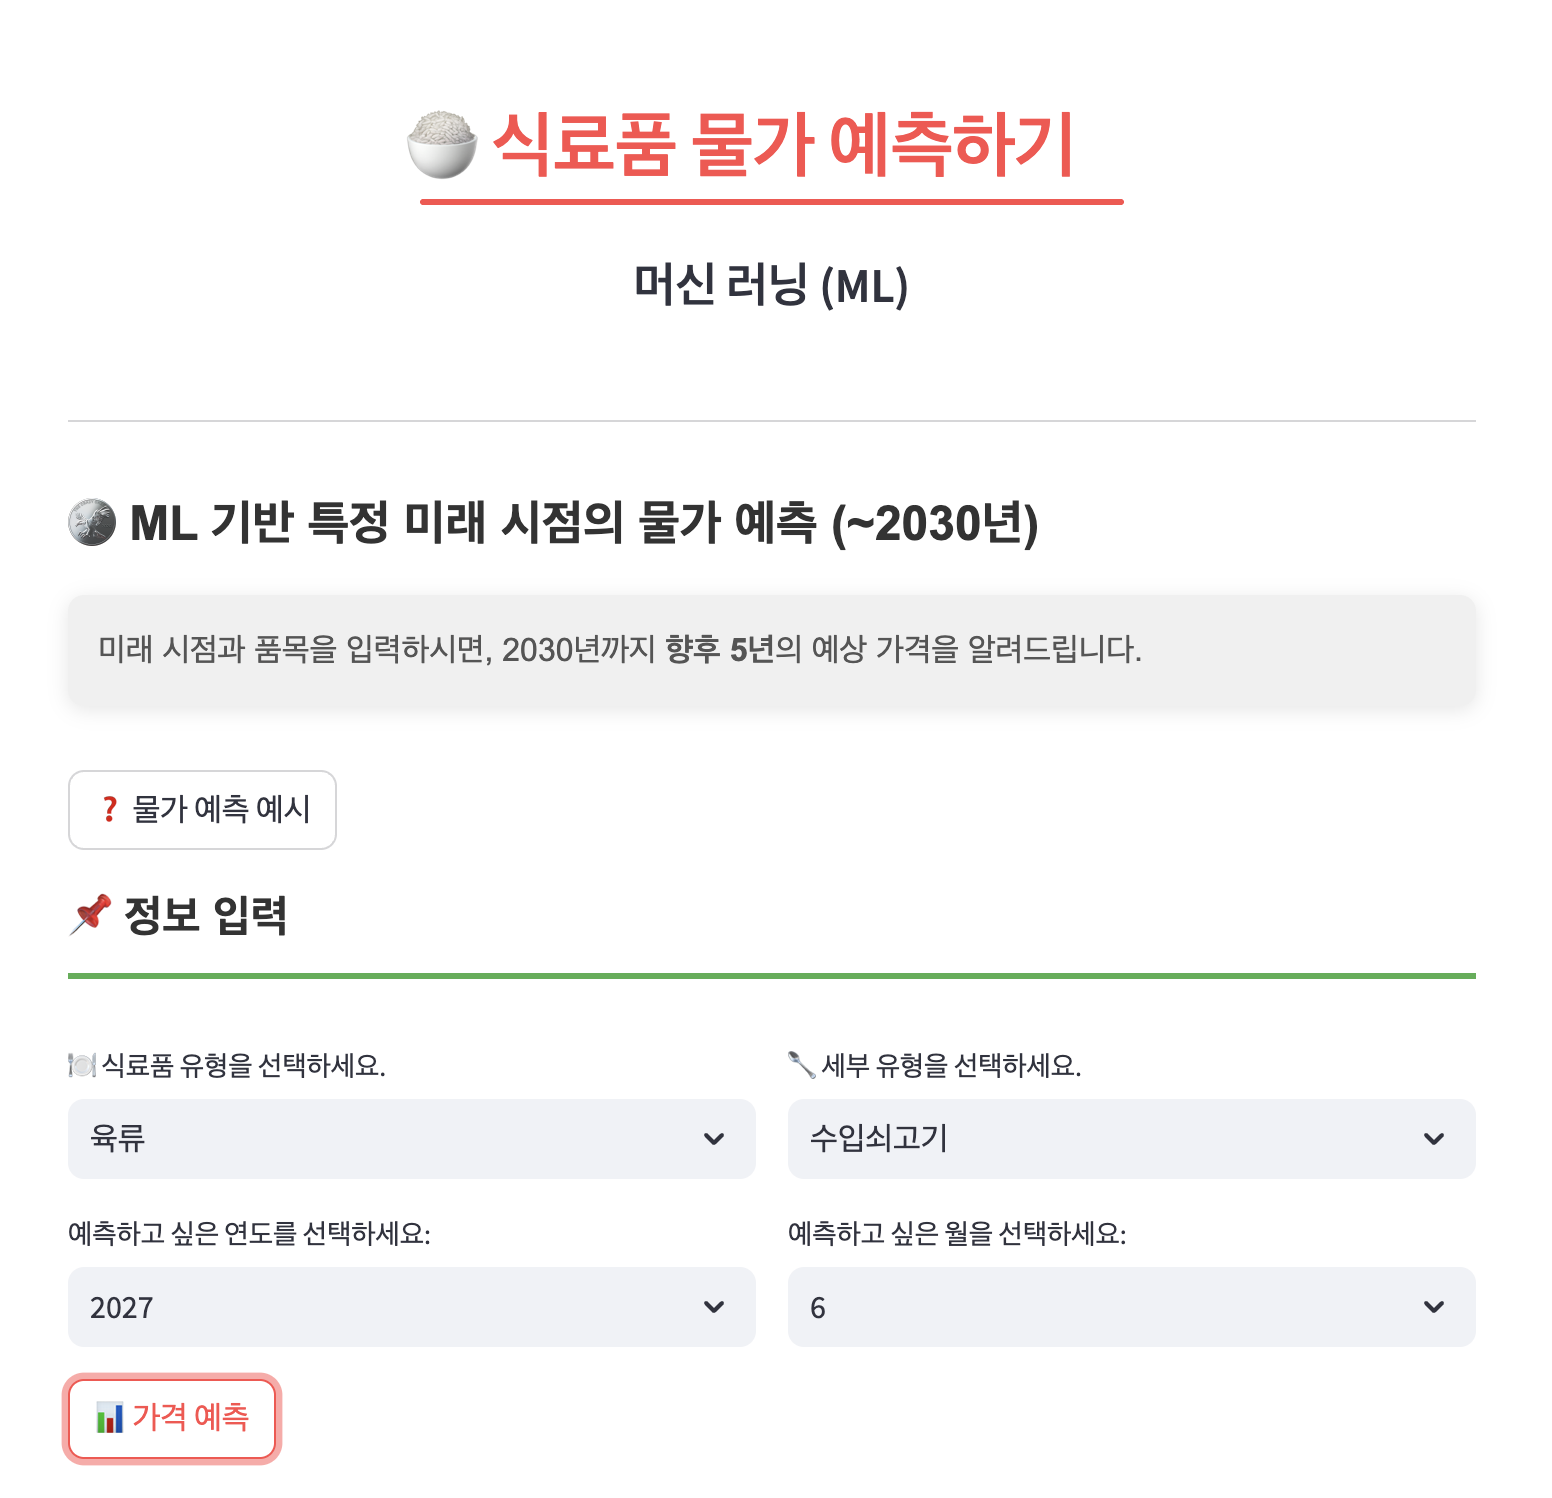 식료품 물가 예측하기
머신 러닝 (ML)
ML 기반 특정 미래 시점의 물가 예측 (~2030년)
미래 시점과 품목을 입력하시면, 2030년까지 향후 5년의 예상 가격을 알려드립니다.
❓ 물가 예측 예시
정보 입력
식료품 유형을 선택하세요.
세부 유형을 선택하세요.
육류
수입쇠고기
예측하고 싶은 연도를 선택하세요:
예측하고 싶은 월을 선택하세요:
2027
6
가격 예측